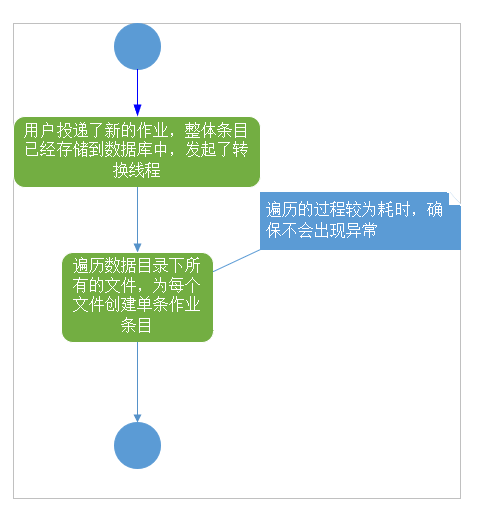 用户投递了新的作业，整体条目
已经存储到数据库中，发起了转
换线程
遍历的过程较为耗时，确
保不会出现异常
遍历数据目录下所
有的文件，为每个
文件创建单条作业
条目